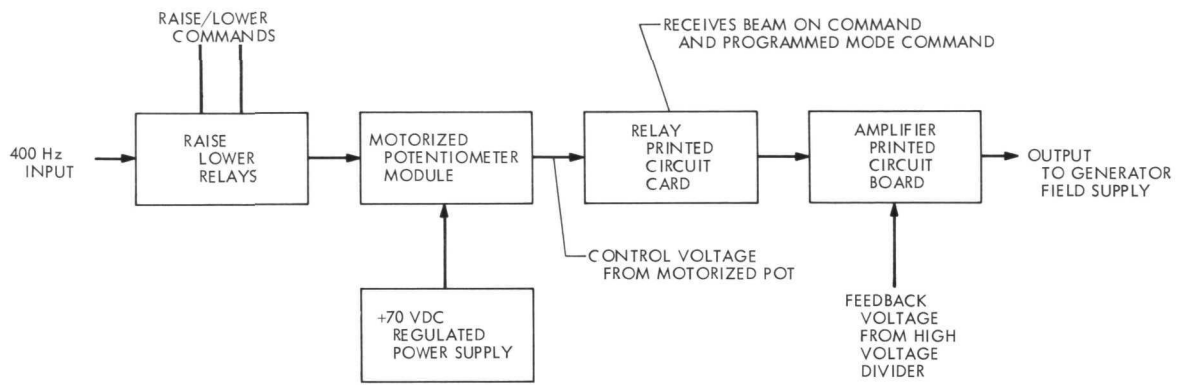 RAISE/LOWER
COMMANDS
RECEIVES BEAM ON COMMAND
AND PROGRAMMED MODE COMMAND
400 Hz
INPUT
RAISE
LOWER
RELAYS
MOTORIZED
POTENTIOMETER
MODULE
RELAY
PRINTED
CIRCUIT
CARD
AMPLIFIER
PRINTED
CIRCUIT
BOARD
OUTPUT
TO GENERATOR
FIELD SUPPLY
CONTROL VOLTAGE
FROM MOTORIZED POT
+70 VDC
REGULATED
POWER SUPPLY
FEEDBACK
VOLTAGE
FROM HIGH
VOLTAGE
DIVIDER